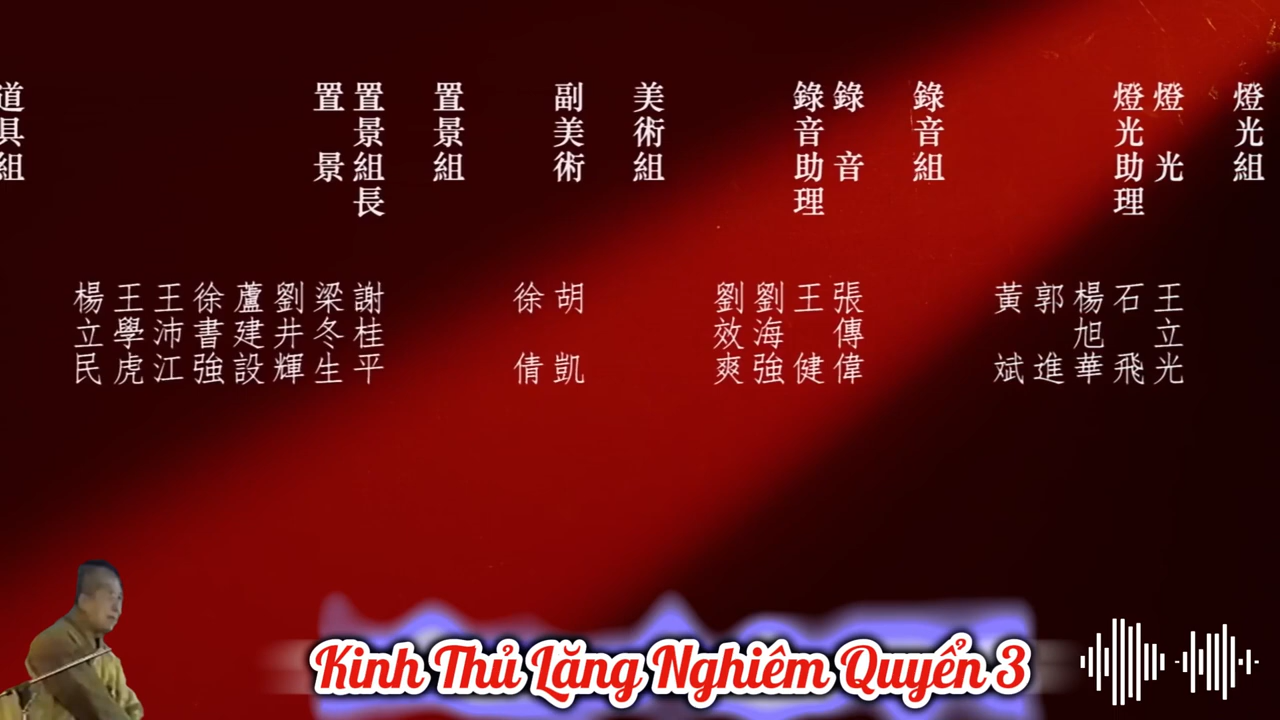 燈光組
燈光 王立光
燈光助理 石飛
楊旭華
郭進
黃斌
錄音組
錄音 張傳偉
錄音助理 王健
劉海強
劉效爽
美術組
副美術 胡凱
徐倩
置景組
置景組長 謝桂平
置景 梁冬生
劉井輝
蘆建設
徐書強
王沛江
王學虎
楊立民
道具組
Kinh Thủ Lăng Nghiêm Quyển 3